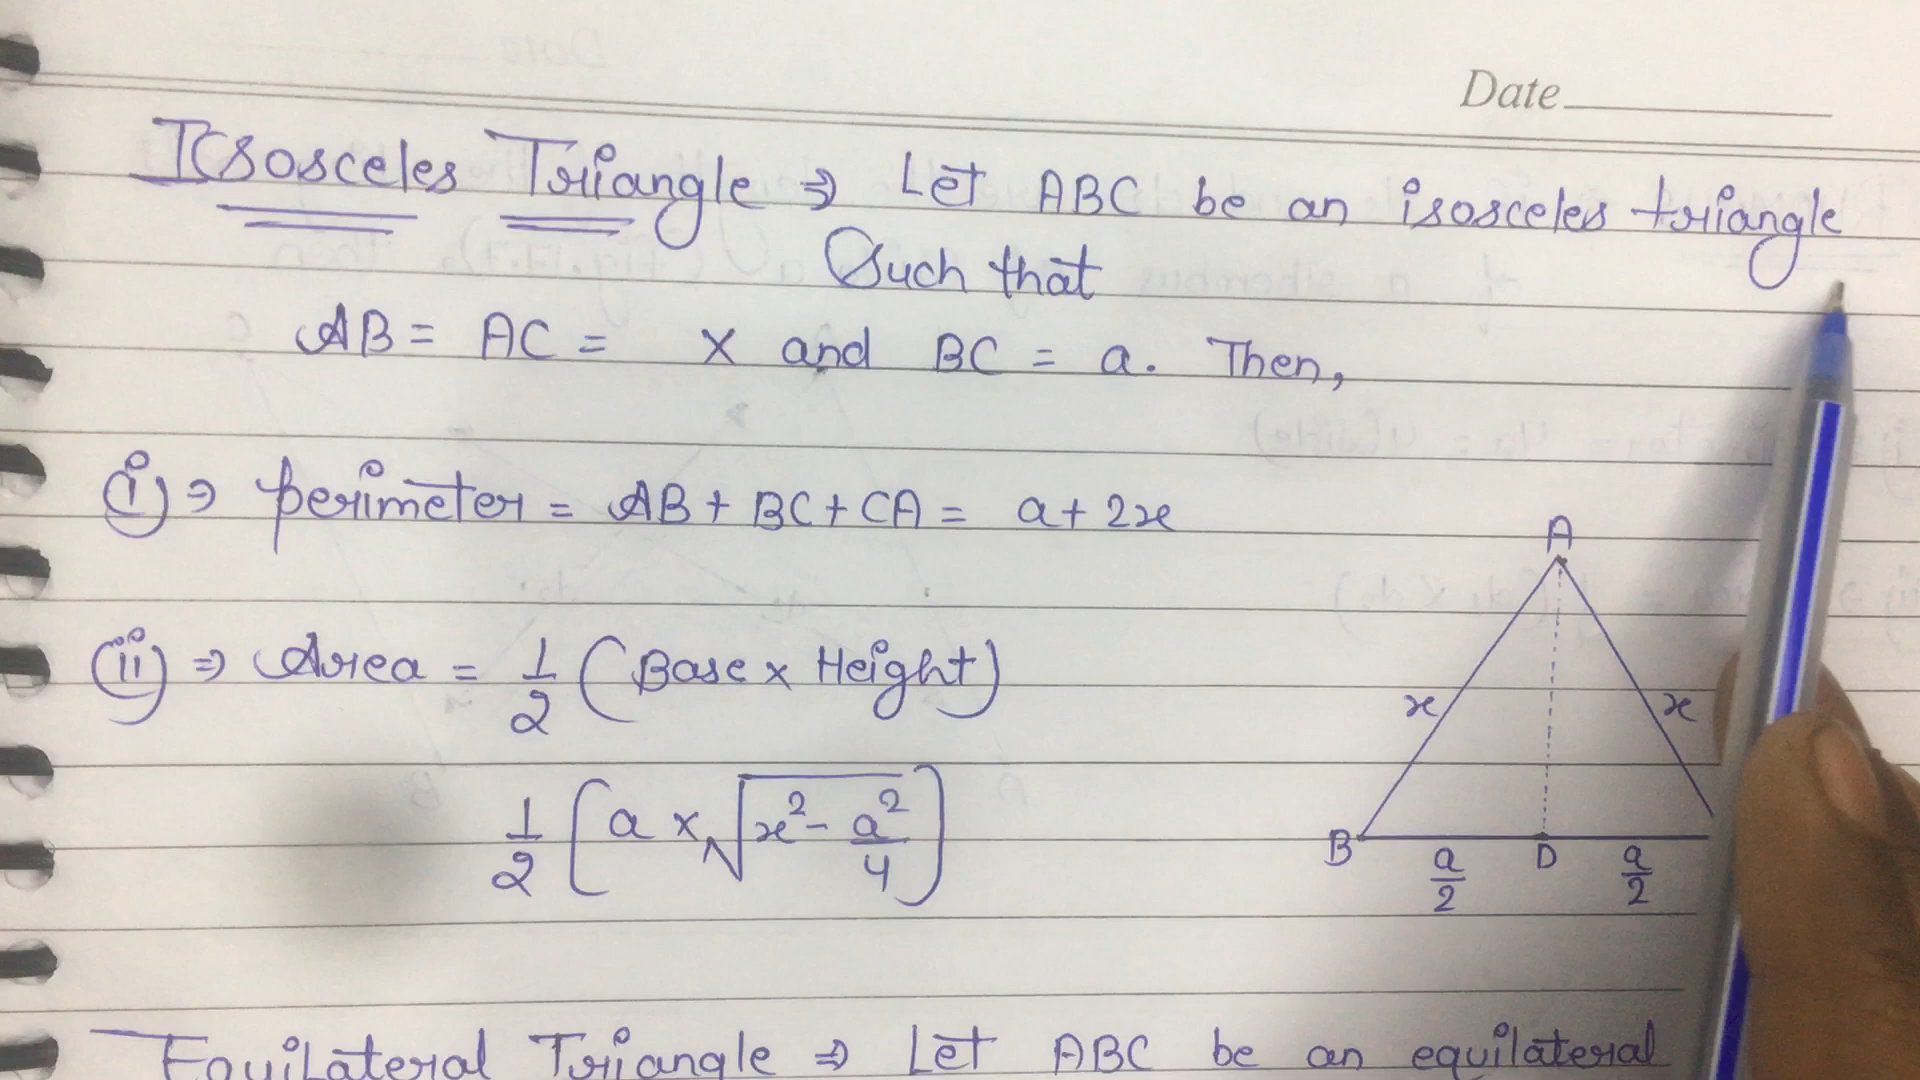 Date
Isosceles Triangle ⇒ Let ABC be an isosceles triangle
Such that
AB = AC = x and BC = a. Then,
(i) ⇒ perimeter = AB + BC + CA = a + 2x
(ii) ⇒ Area = 1/2 (Base × Height)
1/2 [a × √(x² - a²/4)]
A
x x
B D
a/2 a/2
Equilateral Triangle ⇒ Let ABC be an equilateral